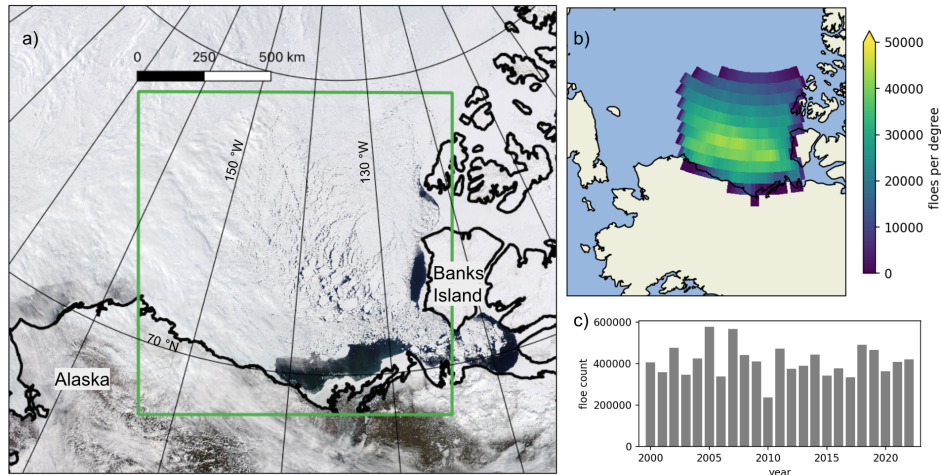 a)
0 250 500 km
150 °W
130 °W
Banks
Island
70 °N
Alaska
b)
50000
40000
30000
20000
10000
0
floes per degree
c)
600000
400000
200000
0
floe count
2000 2005 2010 2015 2020
year